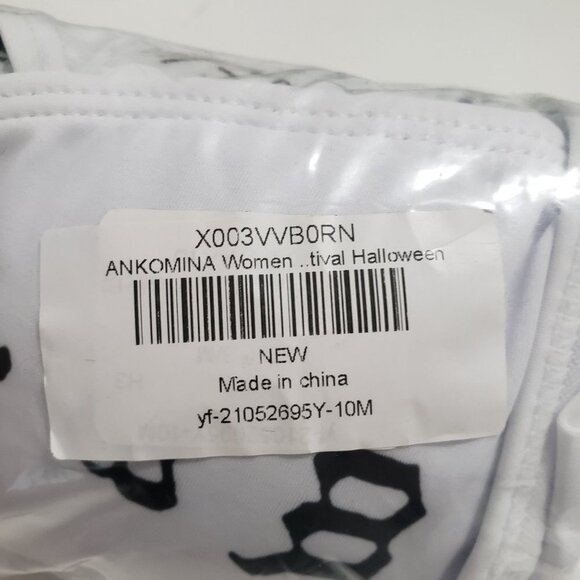 X003VVB0RN
ANKOMINA Women ...tival Halloween
NEW
Made in china
yf-21052695Y-10M